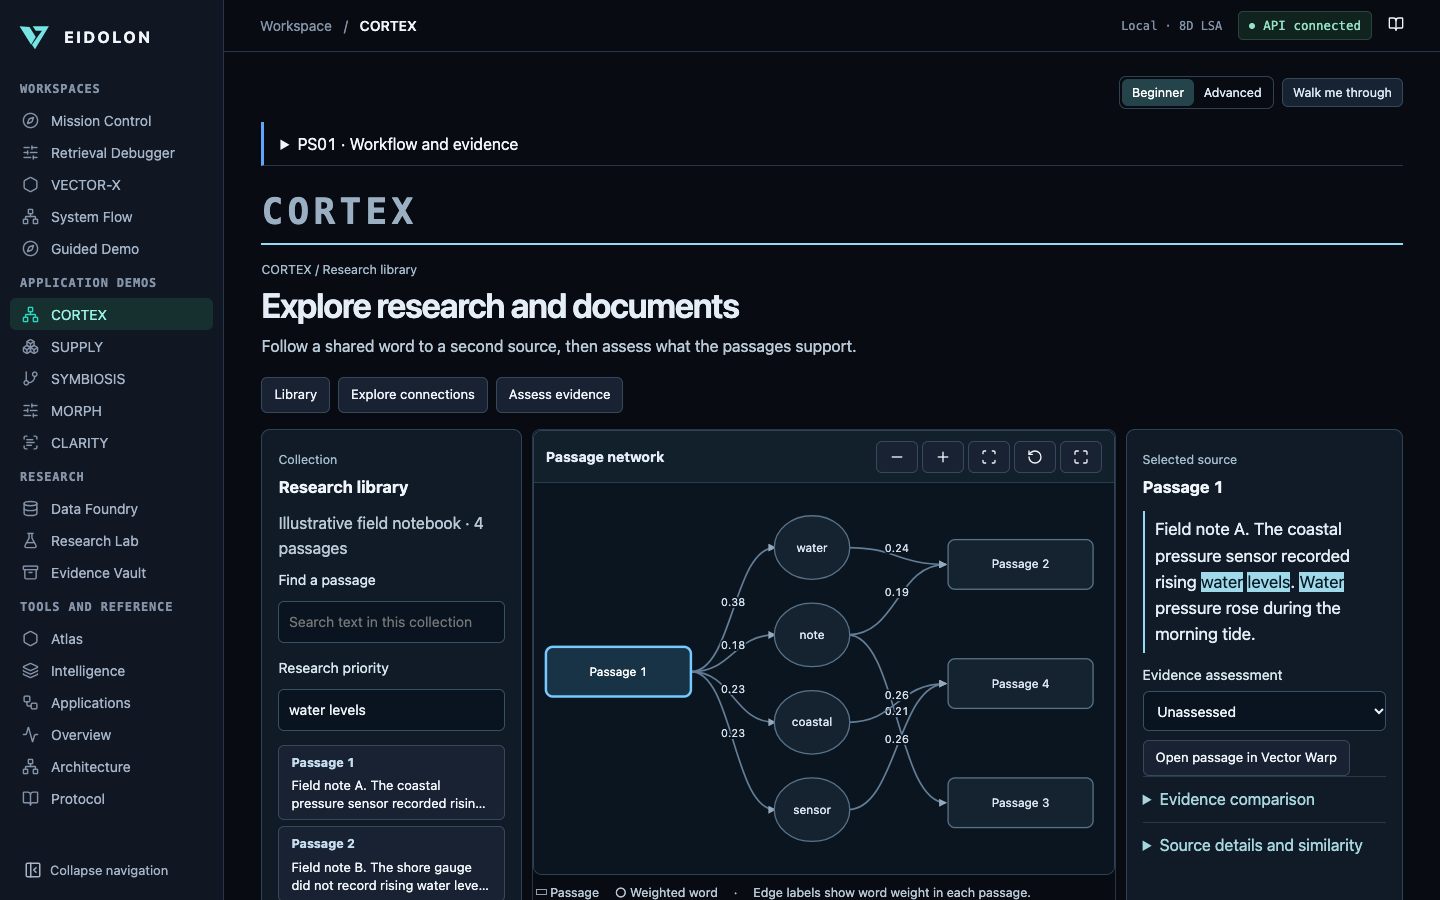 EIDOLON
WORKSPACES
Mission Control
Retrieval Debugger
VECTOR-X
System Flow
Guided Demo
APPLICATION DEMOS
CORTEX
SUPPLY
SYMBIOSIS
MORPH
CLARITY
RESEARCH
Data Foundry
Research Lab
Evidence Vault
TOOLS AND REFERENCE
Atlas
Intelligence
Applications
Overview
Architecture
Protocol
Collapse navigation
Workspace / CORTEX
Local · 8D LSA
API connected
Beginner
Advanced
Walk me through
PS01 · Workflow and evidence
CORTEX
CORTEX / Research library
Explore research and documents
Follow a shared word to a second source, then assess what the passages support.
Library
Explore connections
Assess evidence
Collection
Research library
Illustrative field notebook · 4
passages
Find a passage
Search text in this collection
Research priority
water levels
Passage 1
Field note A. The coastal
pressure sensor recorded risin...
Passage 2
Field note B. The shore gauge
did not record rising water leve...
Passage network
water
note
coastal
sensor
Passage 1
Passage 2
Passage 4
Passage 3
0.38
0.18
0.23
0.23
0.24
0.19
0.26
0.21
0.26
Passage
Weighted word
·
Edge labels show word weight in each passage.
Selected source
Passage 1
Field note A. The coastal
pressure sensor recorded
rising water levels. Water
pressure rose during the
morning tide.
Evidence assessment
Unassessed
Open passage in Vector Warp
Evidence comparison
Source details and similarity